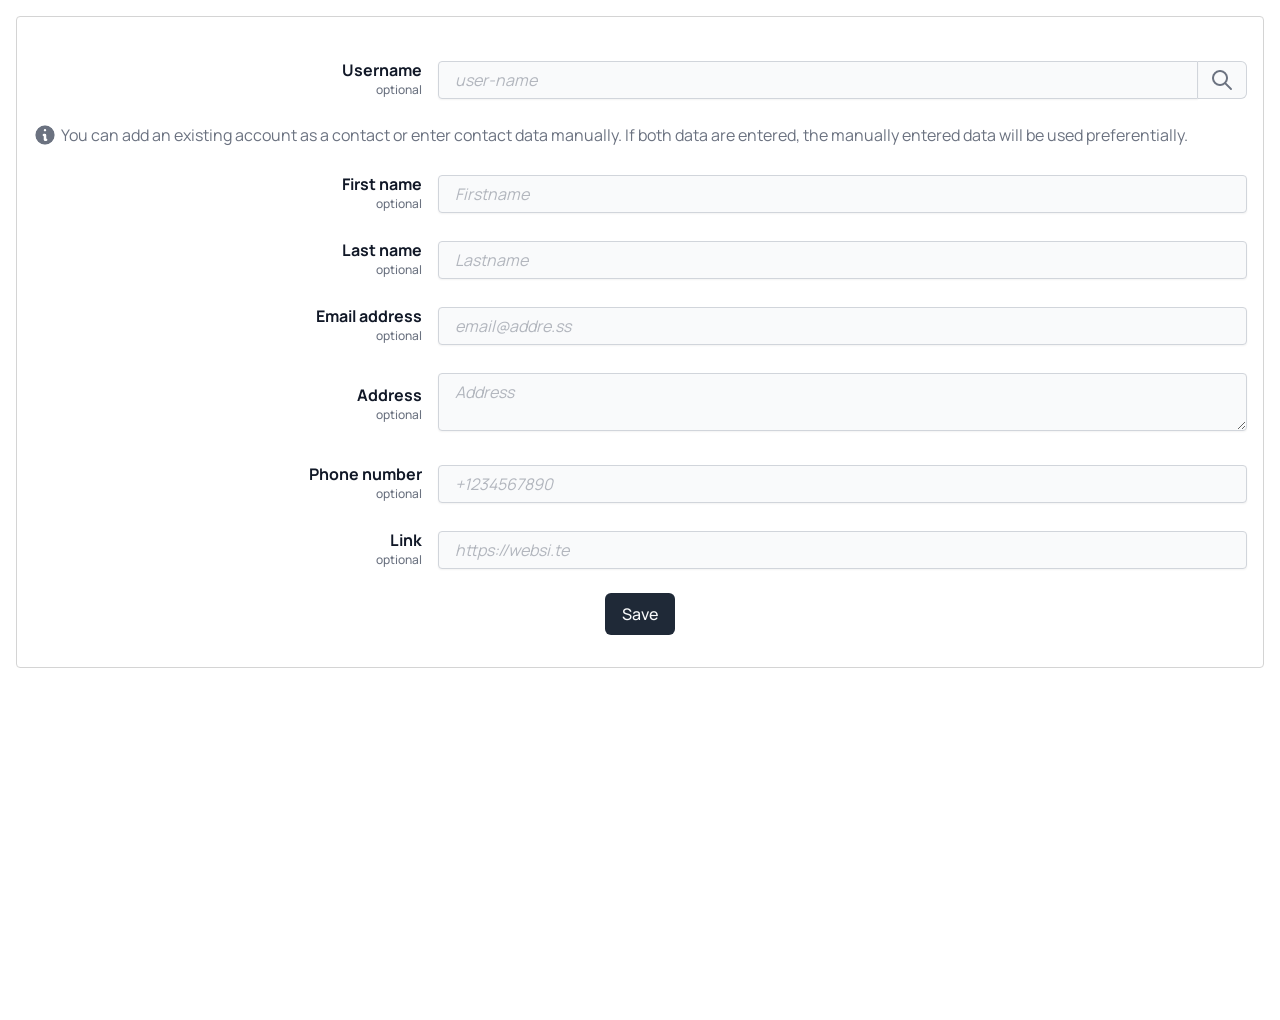 Username
optional
user-name
You can add an existing account as a contact or enter contact data manually. If both data are entered, the manually entered data will be used preferentially.
First name
optional
Firstname
Last name
optional
Lastname
Email address
optional
email@addre.ss
Address
optional
Address
Phone number
optional
+1234567890
Link
optional
https://websi.te
Save